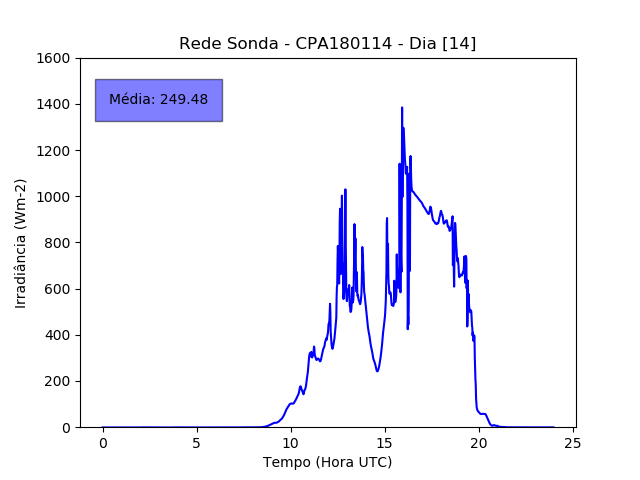 Rede Sonda - CPA180114 - Dia [14]
1600
1400
1200
1000
800
600
400
200
0
Média: 249.48
Irradiância (Wm-2)
0 5 10 15 20 25
Tempo (Hora UTC)